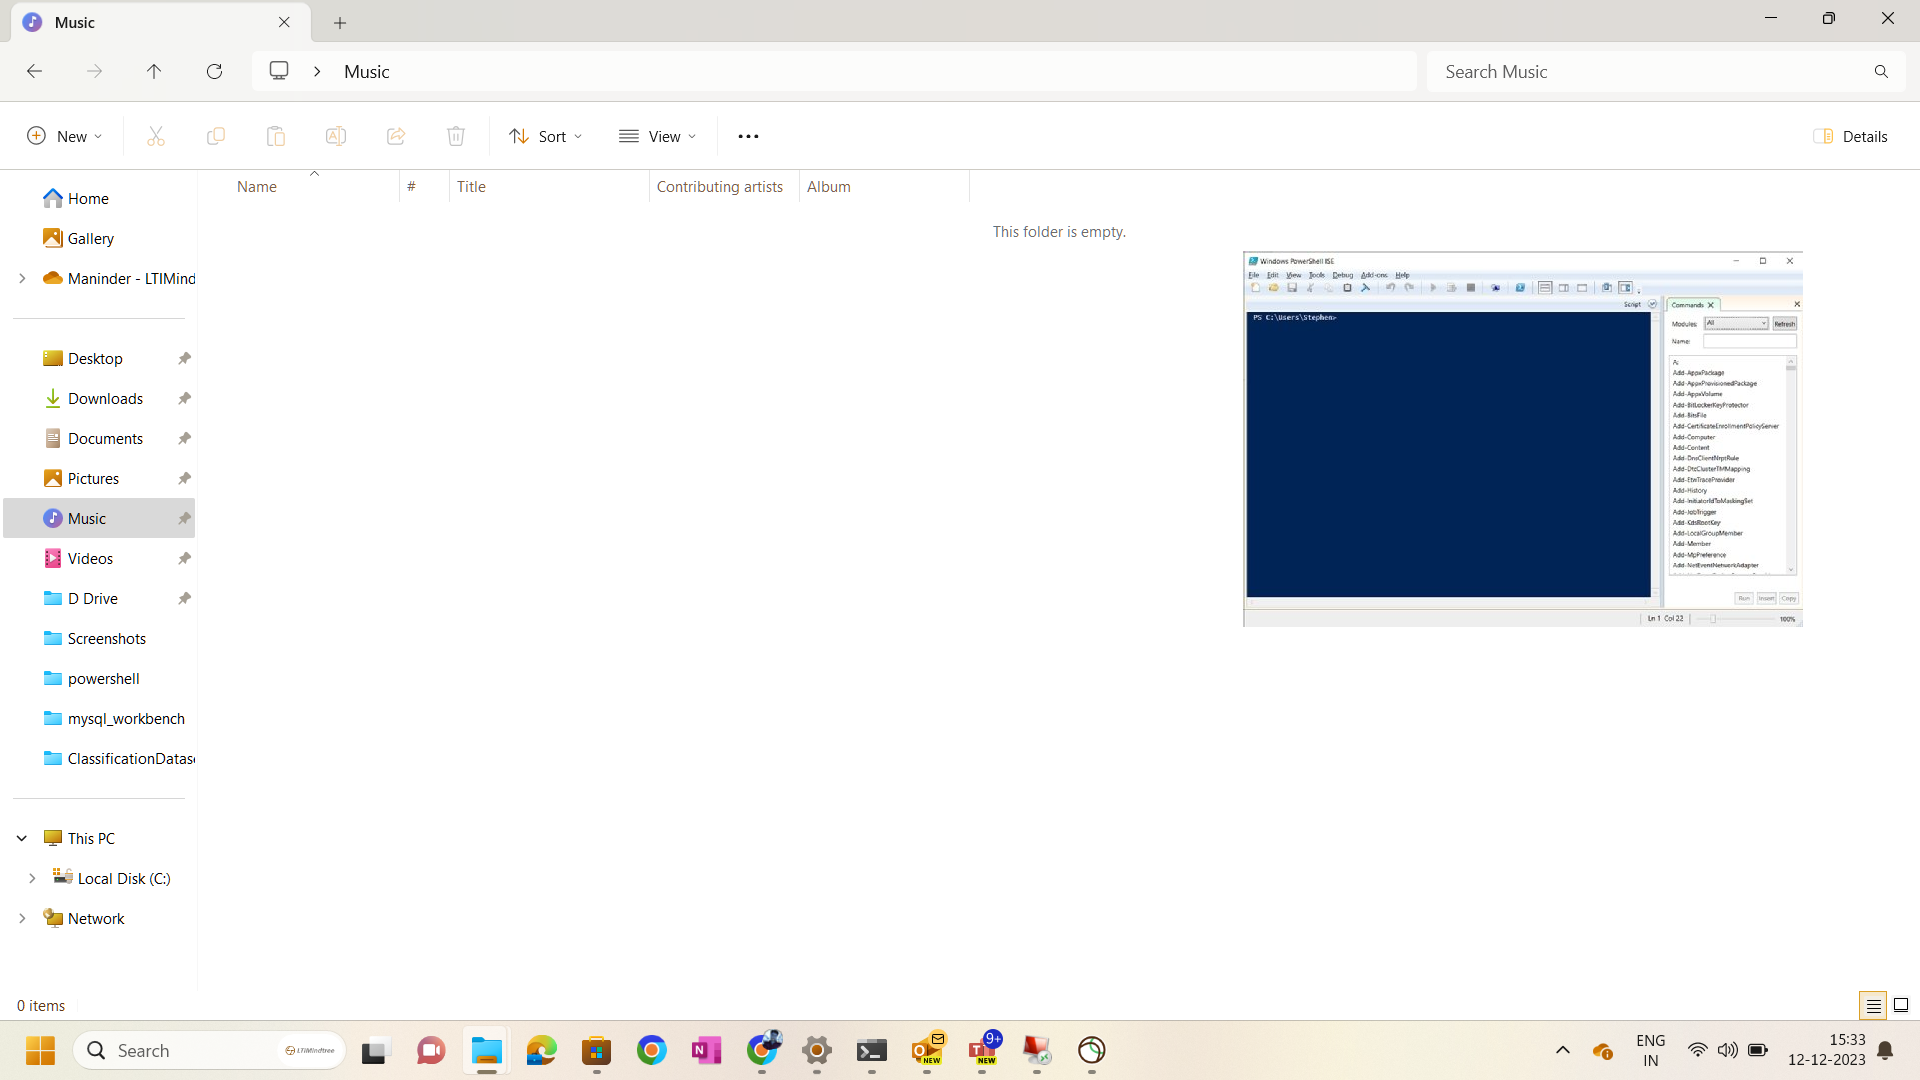 Music
Music
Search Music
New
Sort
View
Details
Name
#
Title
Contributing artists
Album
Home
Gallery
Maninder - LTIMind
Desktop
Downloads
Documents
Pictures
Music
Videos
D Drive
Screenshots
powershell
mysql_workbench
ClassificationDatas
This PC
Local Disk (C:)
Network
This folder is empty.
Windows PowerShell ISE
File Edit View Tools Debug Add-ons Help
Script
PS C:\Users\Stephen>
Commands
Modules: All Refresh
Name:
A:
Add-AppxPackage
Add-AppxProvisionedPackage
Add-AppxVolume
Add-BitLockerKeyProtector
Add-BitsFile
Add-CertificateEnrollmentPolicyServer
Add-Computer
Add-Content
Add-DnsClientNrptRule
Add-DtcClusterTMMapping
Add-EtwTraceProvider
Add-History
Add-InitiatorIdToMaskingSet
Add-JobTrigger
Add-KdsRootKey
Add-LocalGroupMember
Add-Member
Add-MpPreference
Add-NetEventNetworkAdapter
Run Insert Copy
Ln 1 Col 22 100%
0 items
Search
LTIMindtree
NEW
9+
NEW
ENG
IN
15:33
12-12-2023